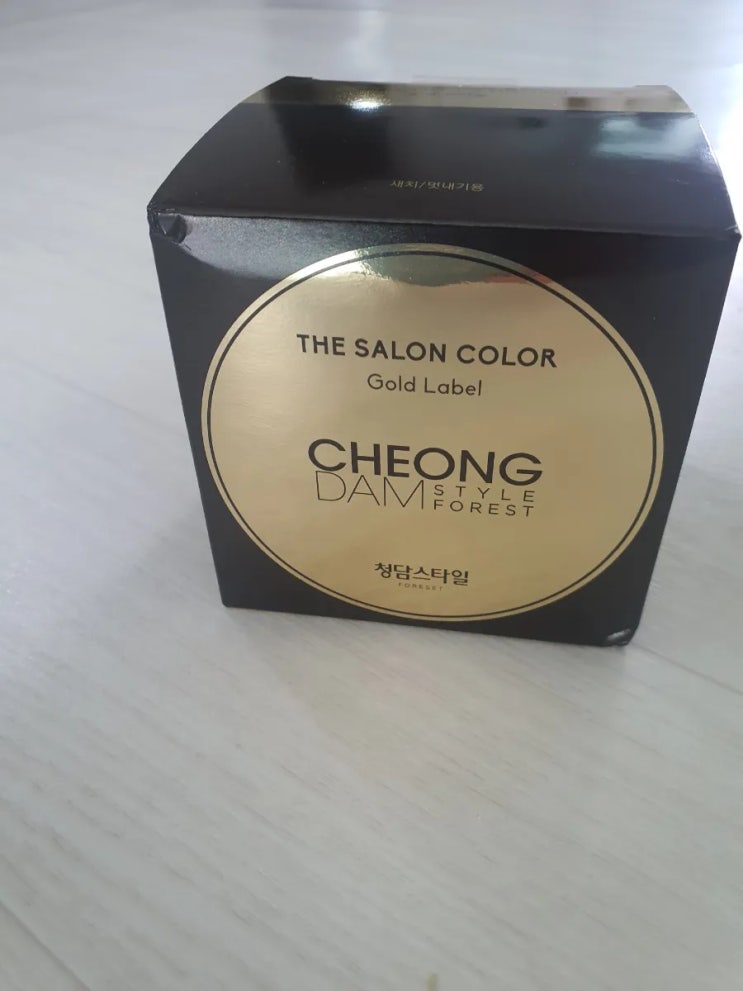 새치/멋내기용
THE SALON COLOR
Gold Label
CHEONG
DAM STYLE
FOREST
청담스타일
FORESET